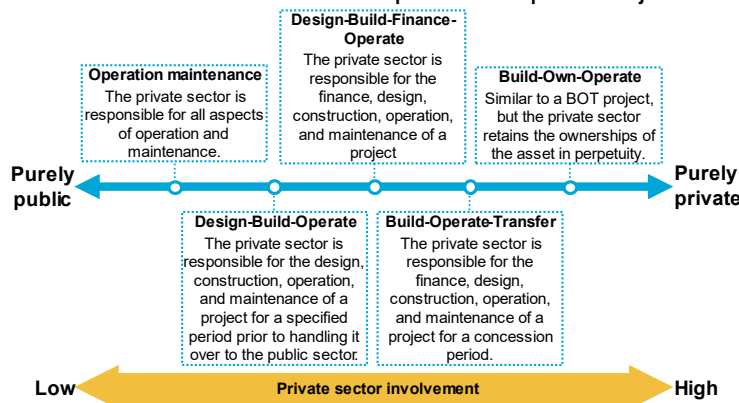 Design-Build-Finance-
Operate
The private sector is
responsible for the
finance, design,
construction, operation,
and maintenance of a
project
Operation maintenance
The private sector is
responsible for all aspects
of operation and
maintenance.
Build-Own-Operate
Similar to a BOT project,
but the private sector
retains the ownerships of
the asset in perpetuity.
Purely
public
Purely
private
Design-Build-Operate
The private sector is
responsible for the design,
construction, operation,
and maintenance of a
project for a specified
period prior to handling it
over to the public sector.
Build-Operate-Transfer
The private sector is
responsible for the
finance, design,
construction, operation,
and maintenance of a
project for a concession
period.
Low
Private sector involvement
High